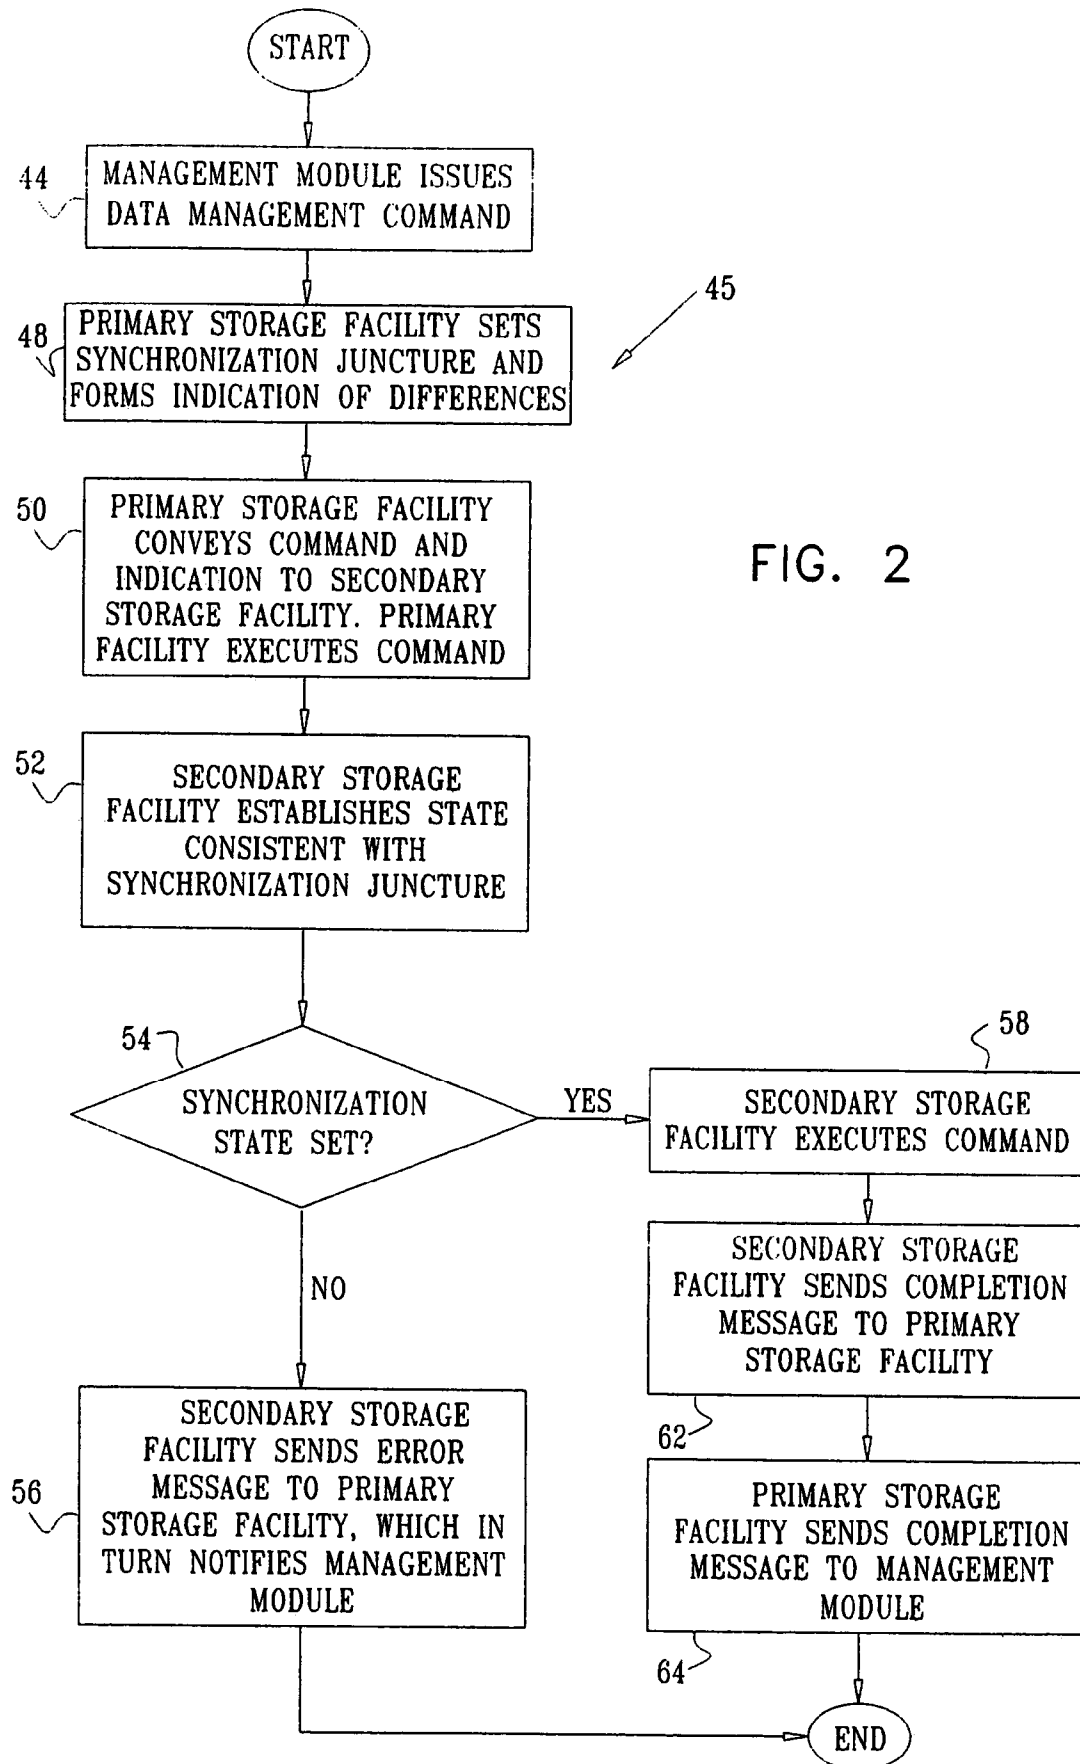 START
44
MANAGEMENT MODULE ISSUES
DATA MANAGEMENT COMMAND
45
48
PRIMARY STORAGE FACILITY SETS
SYNCHRONIZATION JUNCTURE AND
FORMS INDICATION OF DIFFERENCES
50
PRIMARY STORAGE FACILITY
CONVEYS COMMAND AND
INDICATION TO SECONDARY
STORAGE FACILITY. PRIMARY
FACILITY EXECUTES COMMAND
FIG. 2
52
SECONDARY STORAGE
FACILITY ESTABLISHES STATE
CONSISTENT WITH
SYNCHRONIZATION JUNCTURE
54
SYNCHRONIZATION
STATE SET?
YES
58
SECONDARY STORAGE
FACILITY EXECUTES COMMAND
SECONDARY STORAGE
FACILITY SENDS COMPLETION
MESSAGE TO PRIMARY
STORAGE FACILITY
62
NO
56
SECONDARY STORAGE
FACILITY SENDS ERROR
MESSAGE TO PRIMARY
STORAGE FACILITY, WHICH IN
TURN NOTIFIES MANAGEMENT
MODULE
PRIMARY STORAGE
FACILITY SENDS COMPLETION
MESSAGE TO MANAGEMENT
MODULE
64
END